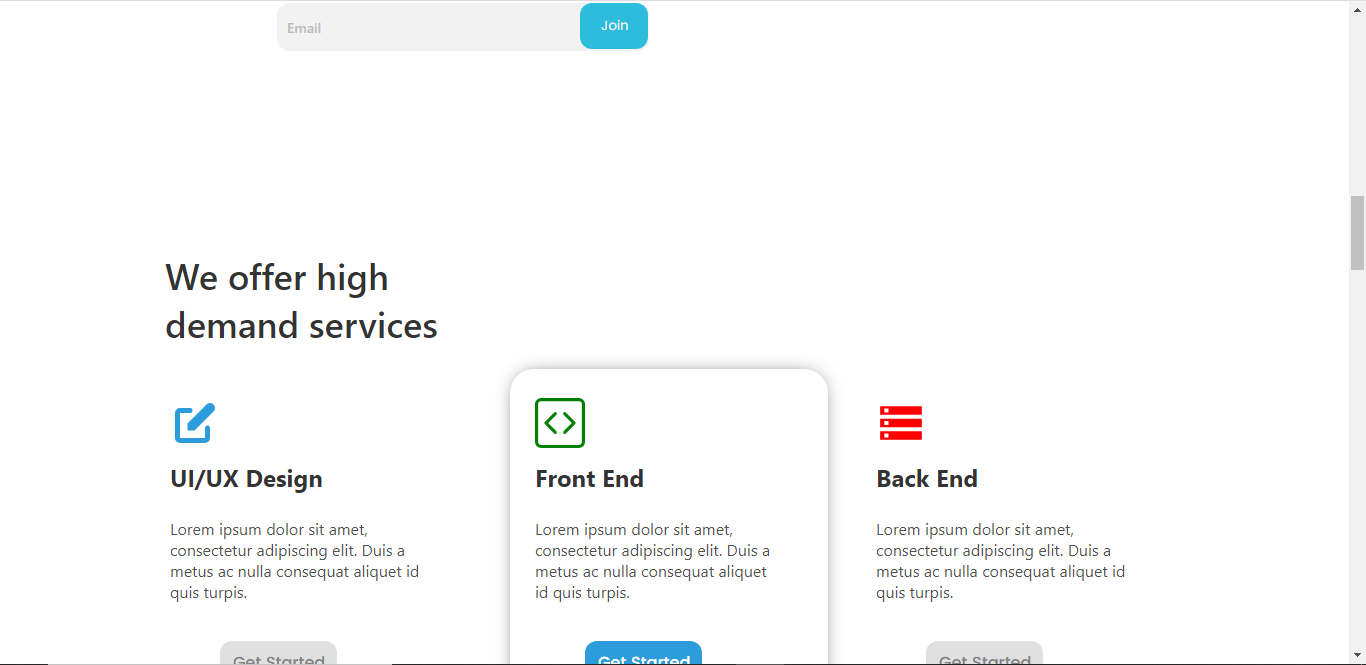 Email
Join
We offer high
demand services
UI/UX Design
Lorem ipsum dolor sit amet,
consectetur adipiscing elit. Duis a
metus ac nulla consequat aliquet id
quis turpis.
Get Started
Front End
Lorem ipsum dolor sit amet,
consectetur adipiscing elit. Duis a
metus ac nulla consequat aliquet
id quis turpis.
Get Started
Back End
Lorem ipsum dolor sit amet,
consectetur adipiscing elit. Duis a
metus ac nulla consequat aliquet id
quis turpis.
Get Started